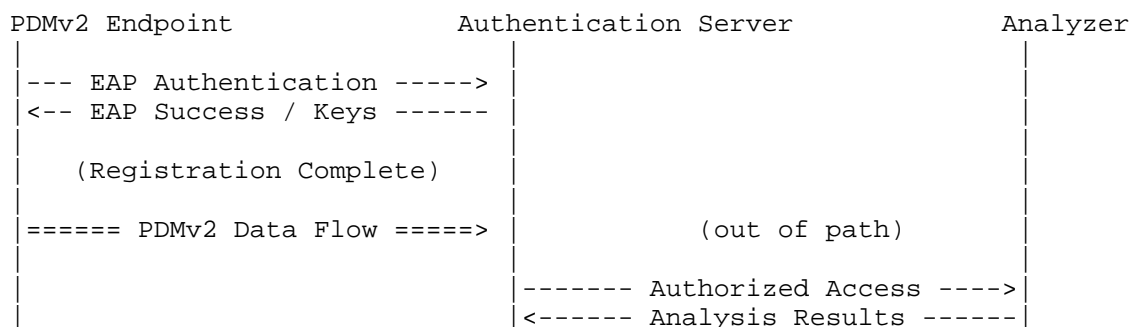 PDMv2 Endpoint                Authentication Server                Analyzer
|                               |                                |
|--- EAP Authentication ----->  |                                |
|<-- EAP Success / Keys ------  |                                |
|                               |                                |
|   (Registration Complete)     |                                |
|                               |                                |
|====== PDMv2 Data Flow =====>  |           (out of path)        |
|                               |                                |
|                               |------- Authorized Access ---->|
|                               |<------ Analysis Results ------|